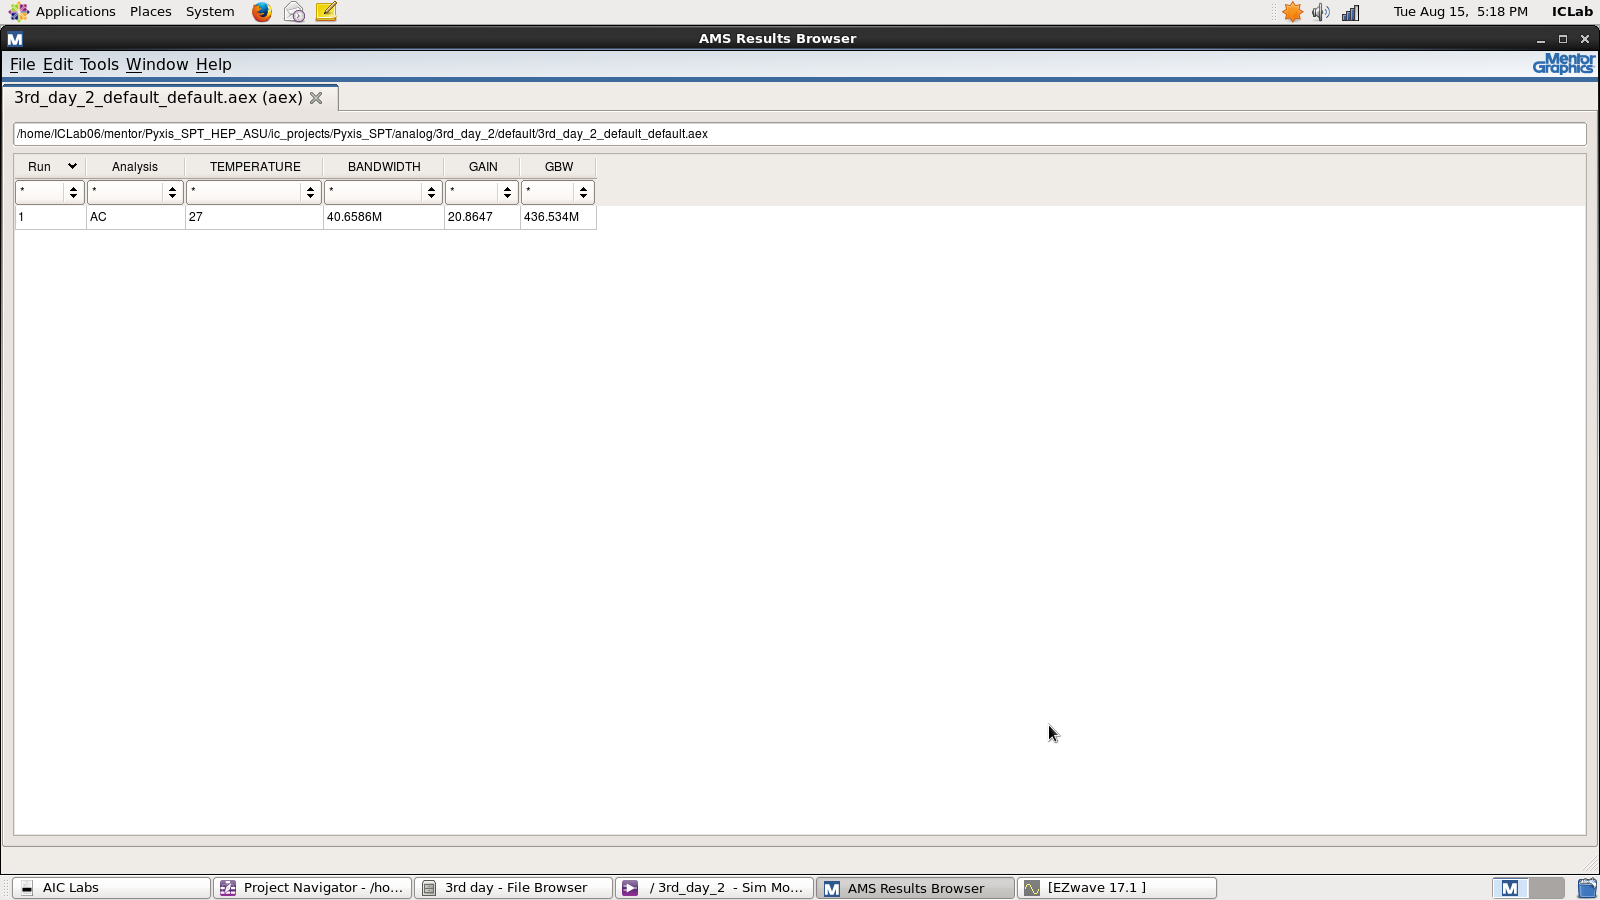 Applications Places System Tue Aug 15, 5:18 PM ICLab
M AMS Results Browser
File Edit Tools Window Help Mentor Graphics
3rd_day_2_default_default.aex (aex)
/home/ICLab06/mentor/Pyxis_SPT_HEP_ASU/ic_projects/Pyxis_SPT/analog/3rd_day_2/default/3rd_day_2_default_default.aex
Run Analysis TEMPERATURE BANDWIDTH GAIN GBW
* * * * * *
1 AC 27 40.6586M 20.8647 436.534M
AIC Labs Project Navigator - /ho... 3rd day - File Browser / 3rd_day_2 - Sim Mo... M AMS Results Browser [EZwave 17.1 ] M